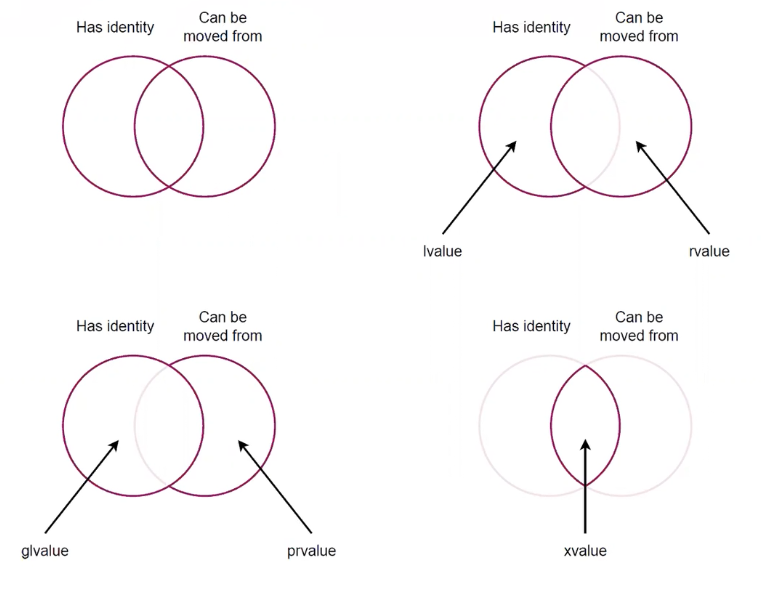 Has identity
Can be
moved from
Has identity
Can be
moved from
lvalue
rvalue
Has identity
Can be
moved from
Has identity
Can be
moved from
glvalue
prvalue
xvalue